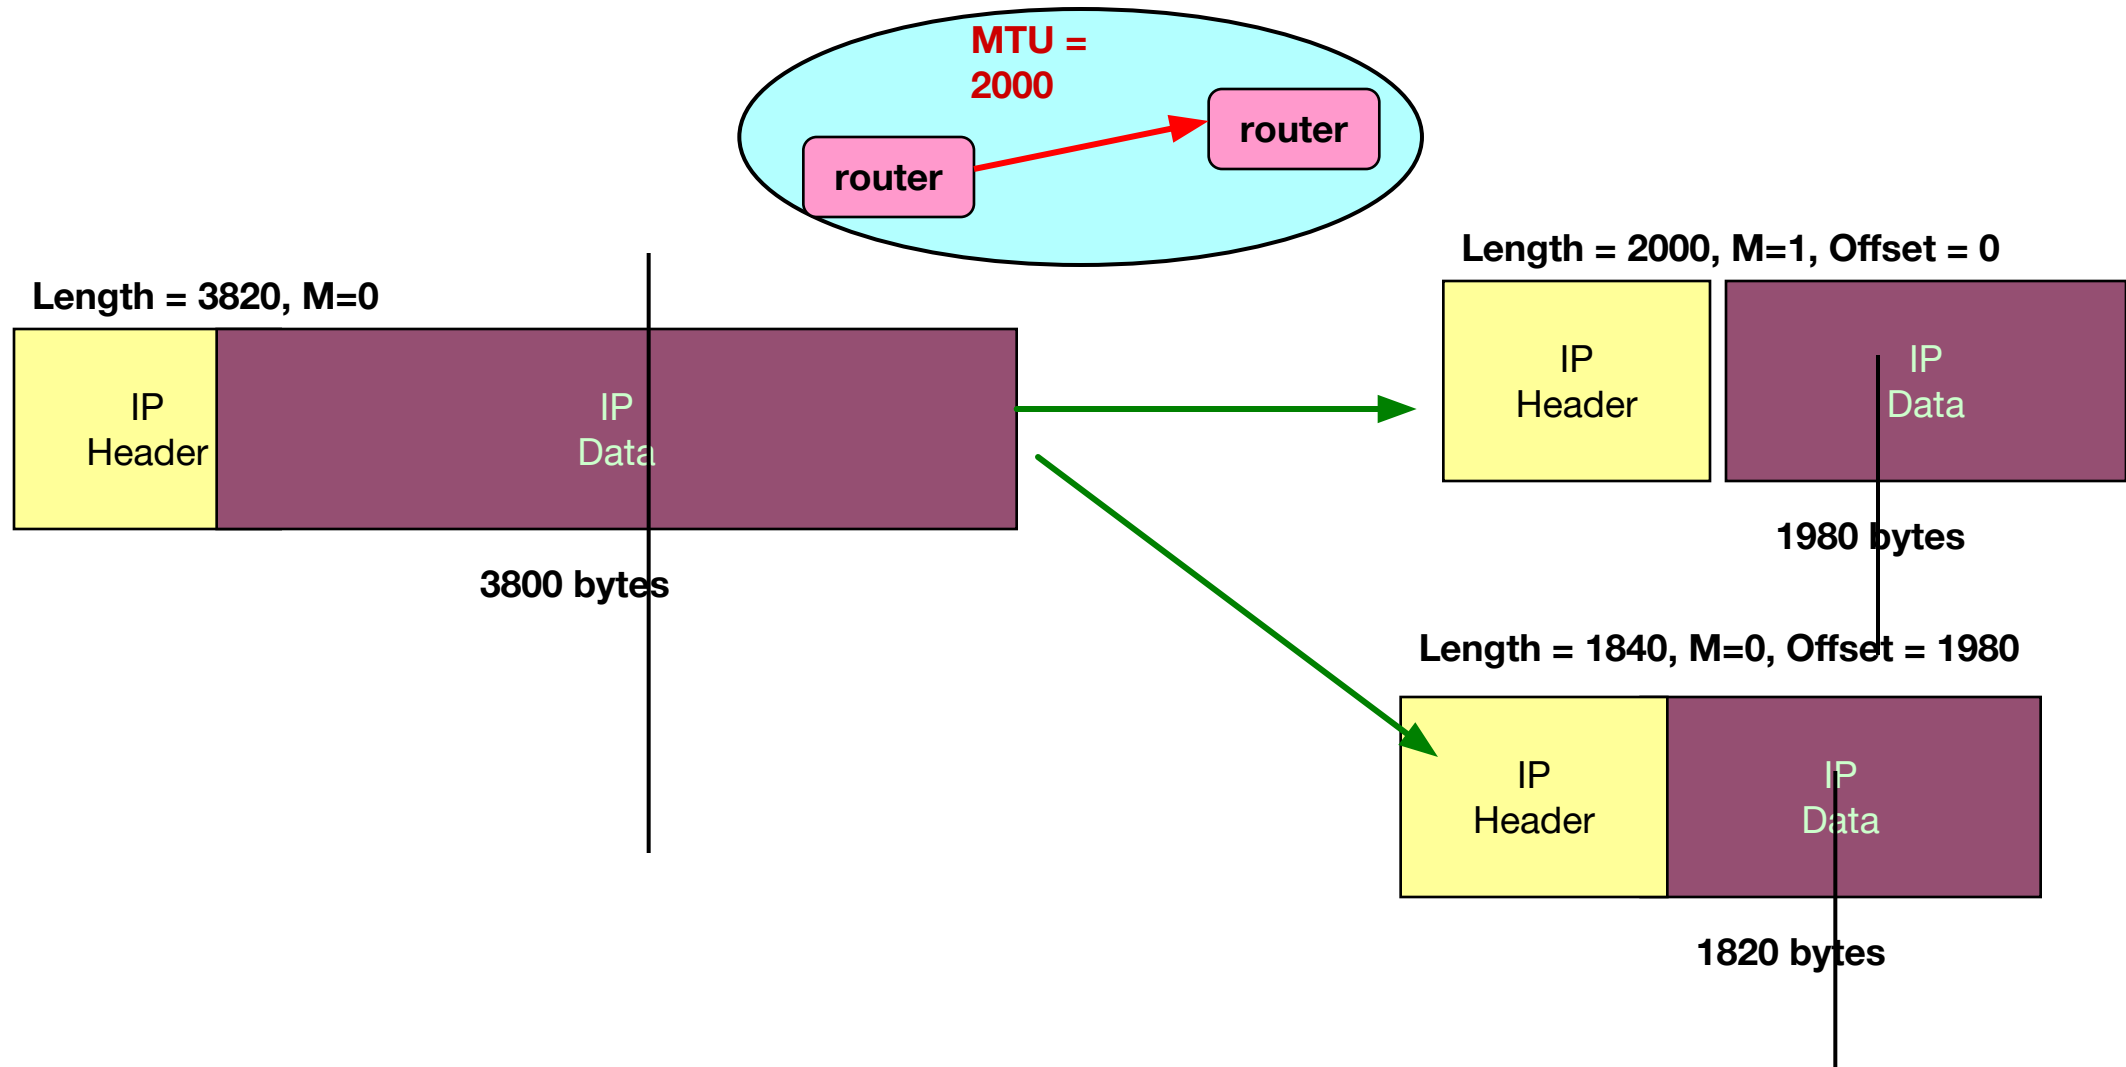 MTU =
2000
router
router
Length = 3820, M=0
IP
Header
IP
Data
3800 bytes
Length = 2000, M=1, Offset = 0
IP
Header
IP
Data
1980 bytes
Length = 1840, M=0, Offset = 1980
IP
Header
IP
Data
1820 bytes